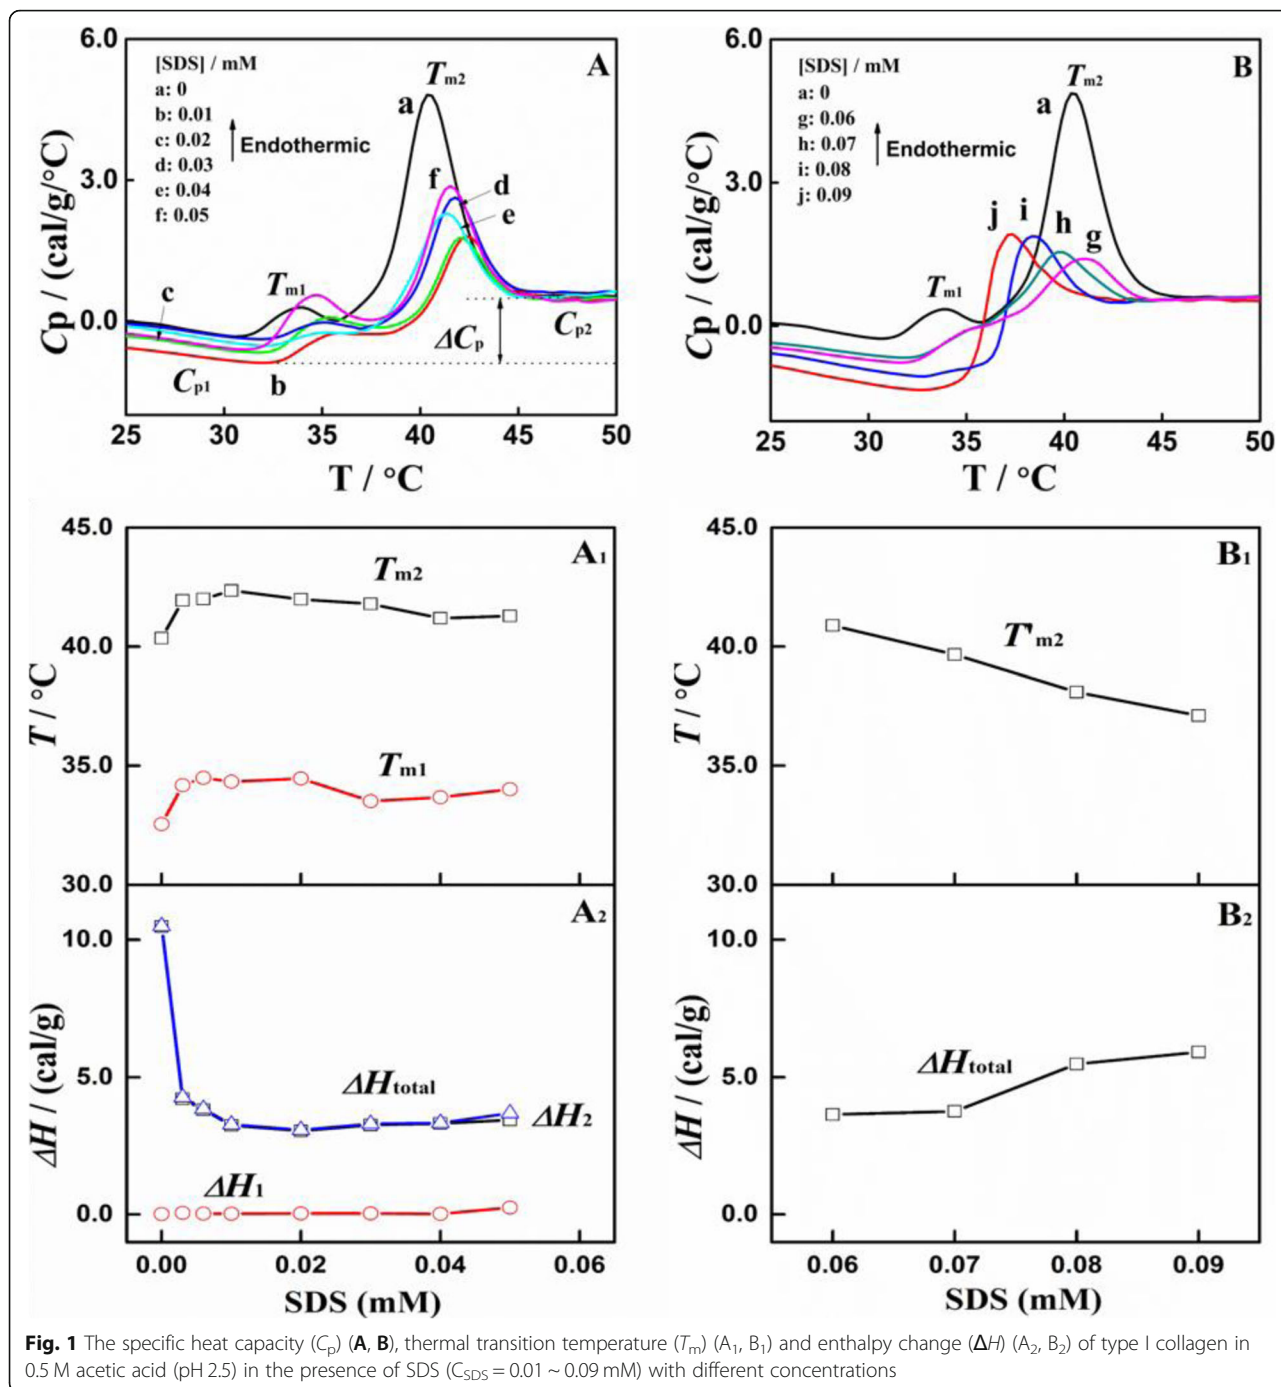 6.0
3.0
0.0
Cp / (cal/g/°C)
[SDS] / mM
a: 0
b: 0.01
c: 0.02
d: 0.03
e: 0.04
f: 0.05
Endothermic
A
Tm2
a
f
d
e
c
Tm1
Cp1
b
ΔCp
Cp2
25 30 35 40 45 50
T / °C
6.0
3.0
0.0
Cp / (cal/g/°C)
[SDS] / mM
a: 0
g: 0.06
h: 0.07
i: 0.08
j: 0.09
Endothermic
B
Tm2
a
j
i
h
g
Tm1
25 30 35 40 45 50
T / °C
45.0
40.0
35.0
30.0
T / °C
A1
Tm2
Tm1
45.0
40.0
35.0
30.0
T / °C
B1
T'm2
10.0
5.0
0.0
ΔH / (cal/g)
A2
ΔHtotal
ΔH2
ΔH1
0.00 0.02 0.04 0.06
SDS (mM)
10.0
5.0
0.0
ΔH / (cal/g)
B2
ΔHtotal
0.06 0.07 0.08 0.09
SDS (mM)
Fig. 1 The specific heat capacity (Cp) (A, B), thermal transition temperature (Tm) (A1, B1) and enthalpy change (ΔH) (A2, B2) of type I collagen in
0.5 M acetic acid (pH 2.5) in the presence of SDS (CSDS = 0.01 ~ 0.09 mM) with different concentrations